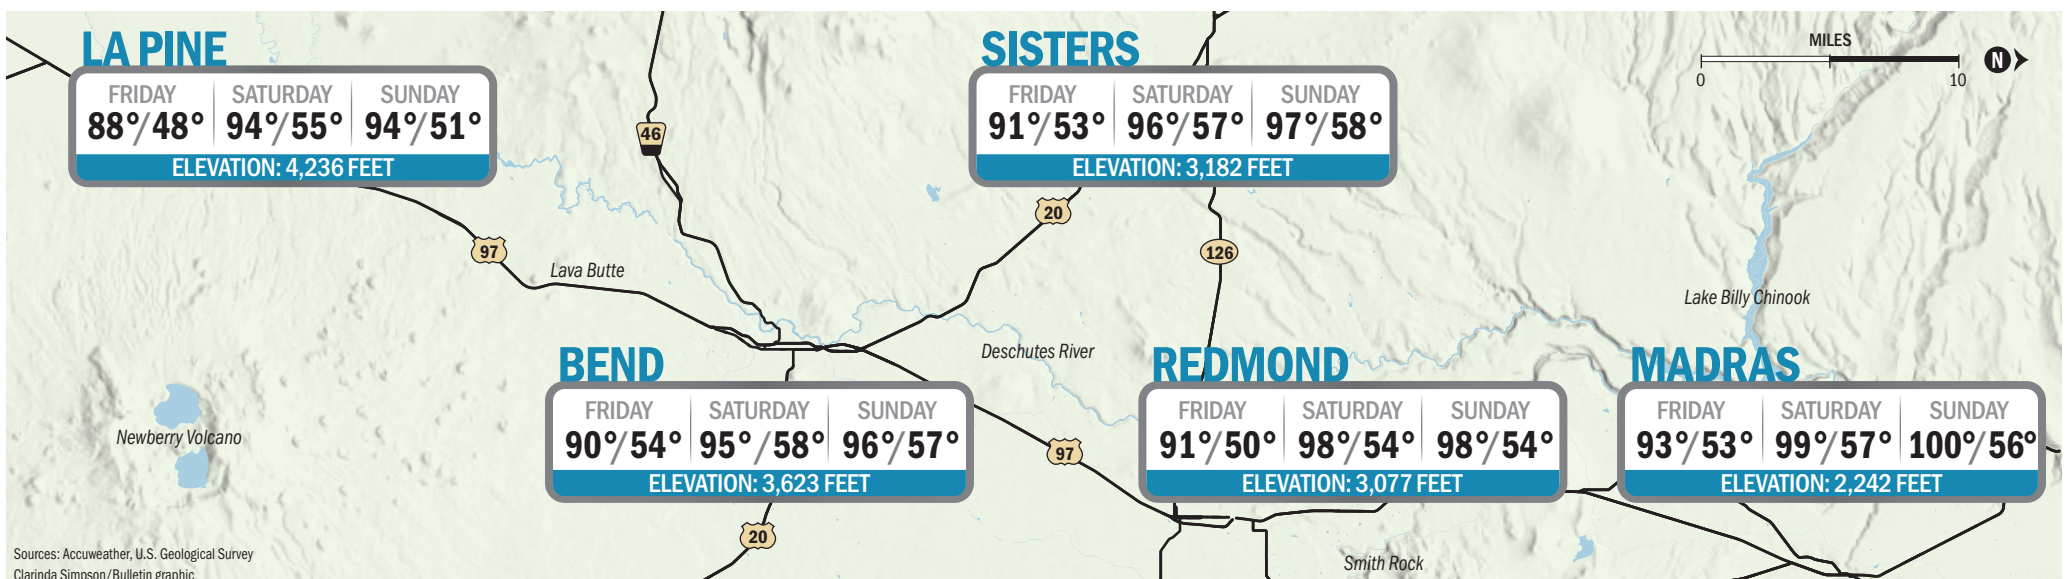 LA PINE
FRIDAY SATURDAY SUNDAY
88°/48° 94°/55° 94°/51°
ELEVATION: 4,236 FEET
SISTERS
FRIDAY SATURDAY SUNDAY
91°/53° 96°/57° 97°/58°
ELEVATION: 3,182 FEET
MILES
0 10
N
46
20
126
97
Lava Butte
Lake Billy Chinook
Deschutes River
BEND
FRIDAY SATURDAY SUNDAY
90°/54° 95°/58° 96°/57°
ELEVATION: 3,623 FEET
REDMOND
FRIDAY SATURDAY SUNDAY
91°/50° 98°/54° 98°/54°
ELEVATION: 3,077 FEET
MADRAS
FRIDAY SATURDAY SUNDAY
93°/53° 99°/57° 100°/56°
ELEVATION: 2,242 FEET
Newberry Volcano
97
20
Smith Rock
Sources: Accuweather, U.S. Geological Survey
Clarinda Simpson/Bulletin graphic